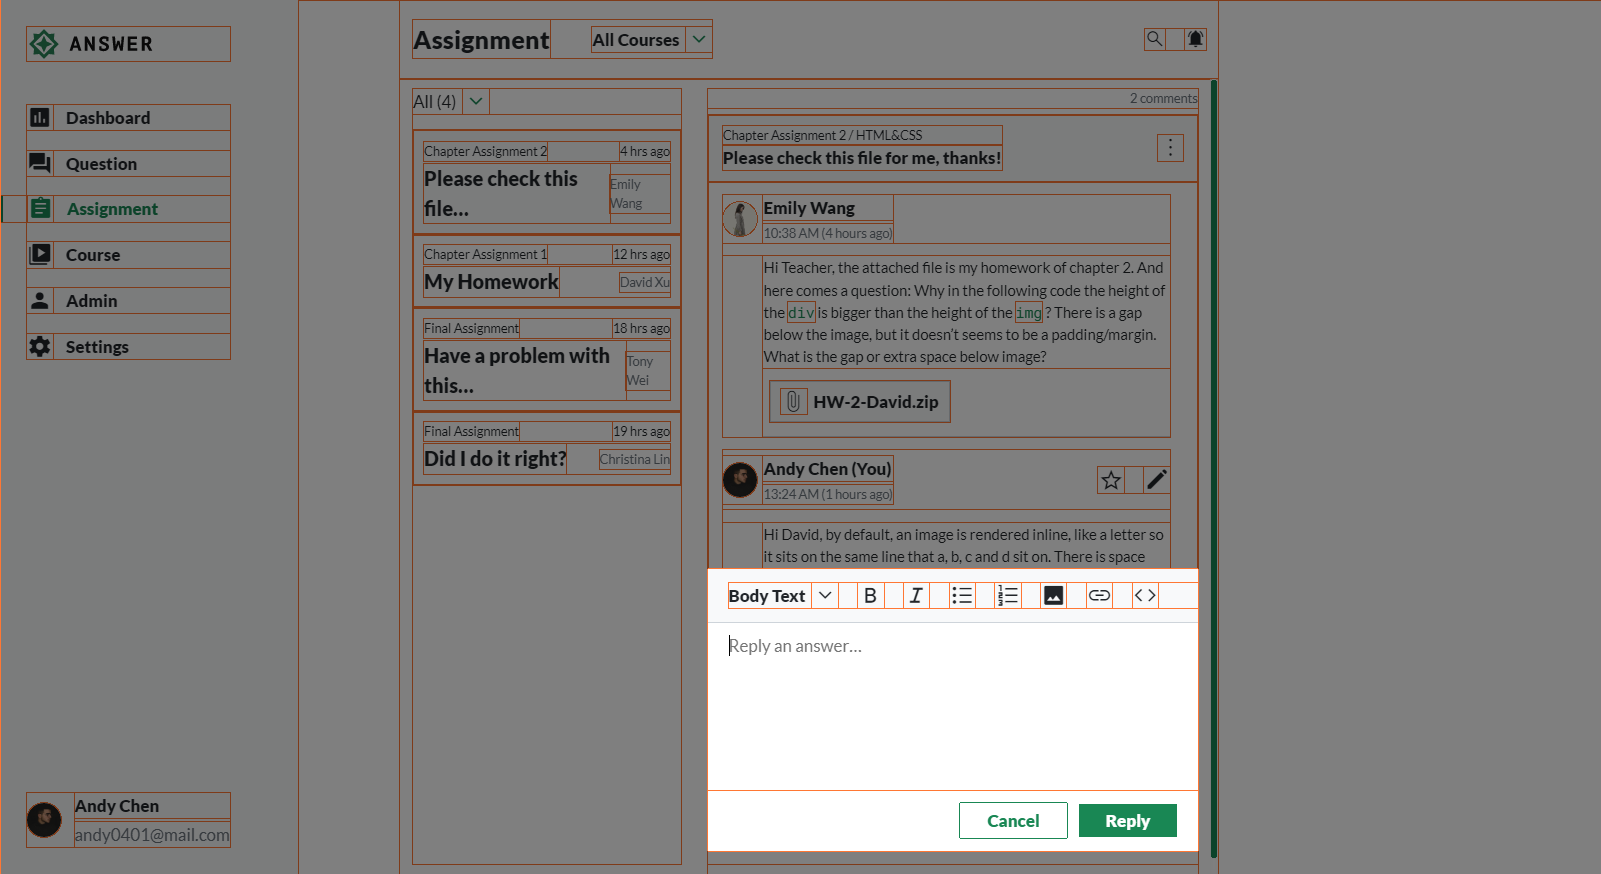 ANSWER
Dashboard
Question
Assignment
Course
Admin
Settings
Andy Chen
andy0401@mail.com
Assignment
All Courses
All (4)
Chapter Assignment 2
4 hrs ago
Please check this
file...
Emily
Wang
Chapter Assignment 1
12 hrs ago
My Homework
David Xu
Final Assignment
18 hrs ago
Have a problem with
this...
Tony
Wei
Final Assignment
19 hrs ago
Did I do it right?
Christina Lin
2 comments
Chapter Assignment 2 / HTML&CSS
Please check this file for me, thanks!
Emily Wang
10:38 AM (4 hours ago)
Hi Teacher, the attached file is my homework of chapter 2. And
here comes a question: Why in the following code the height of
the div is bigger than the height of the img ? There is a gap
below the image, but it doesn’t seems to be a padding/margin.
What is the gap or extra space below image?
HW-2-David.zip
Andy Chen (You)
13:24 AM (1 hours ago)
Hi David, by default, an image is rendered inline, like a letter so
it sits on the same line that a, b, c and d sit on. There is space
Body Text
B
I
Reply an answer...
Cancel
Reply